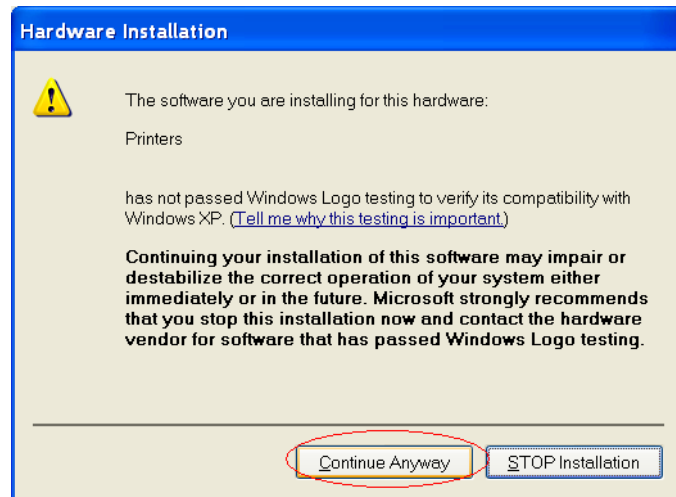 Hardware Installation
The software you are installing for this hardware:
Printers
has not passed Windows Logo testing to verify its compatibility with
Windows XP. (Tell me why this testing is important.)
Continuing your installation of this software may impair or
destabilize the correct operation of your system either
immediately or in the future. Microsoft strongly recommends
that you stop this installation now and contact the hardware
vendor for software that has passed Windows Logo testing.
Continue Anyway
STOP Installation